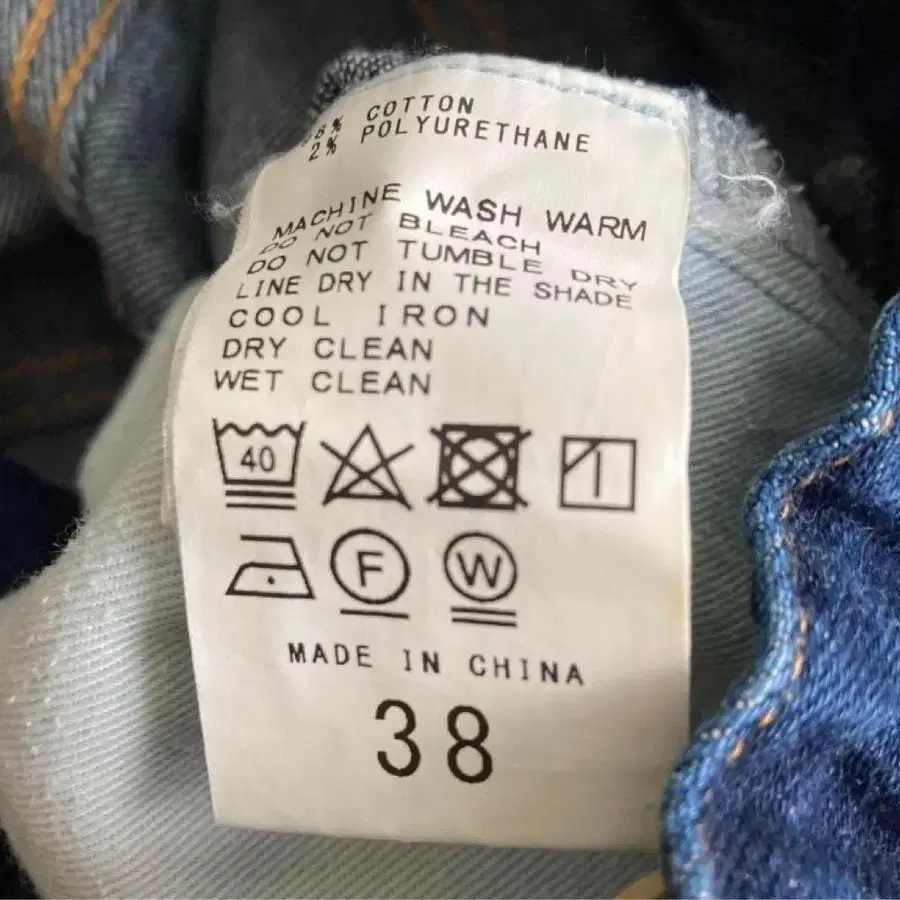 8% COTTON
2% POLYURETHANE
MACHINE WASH WARM
DO NOT BLEACH
DO NOT TUMBLE DRY
LINE DRY IN THE SHADE
COOL IRON
DRY CLEAN
WET CLEAN
40
F W
MADE IN CHINA
38